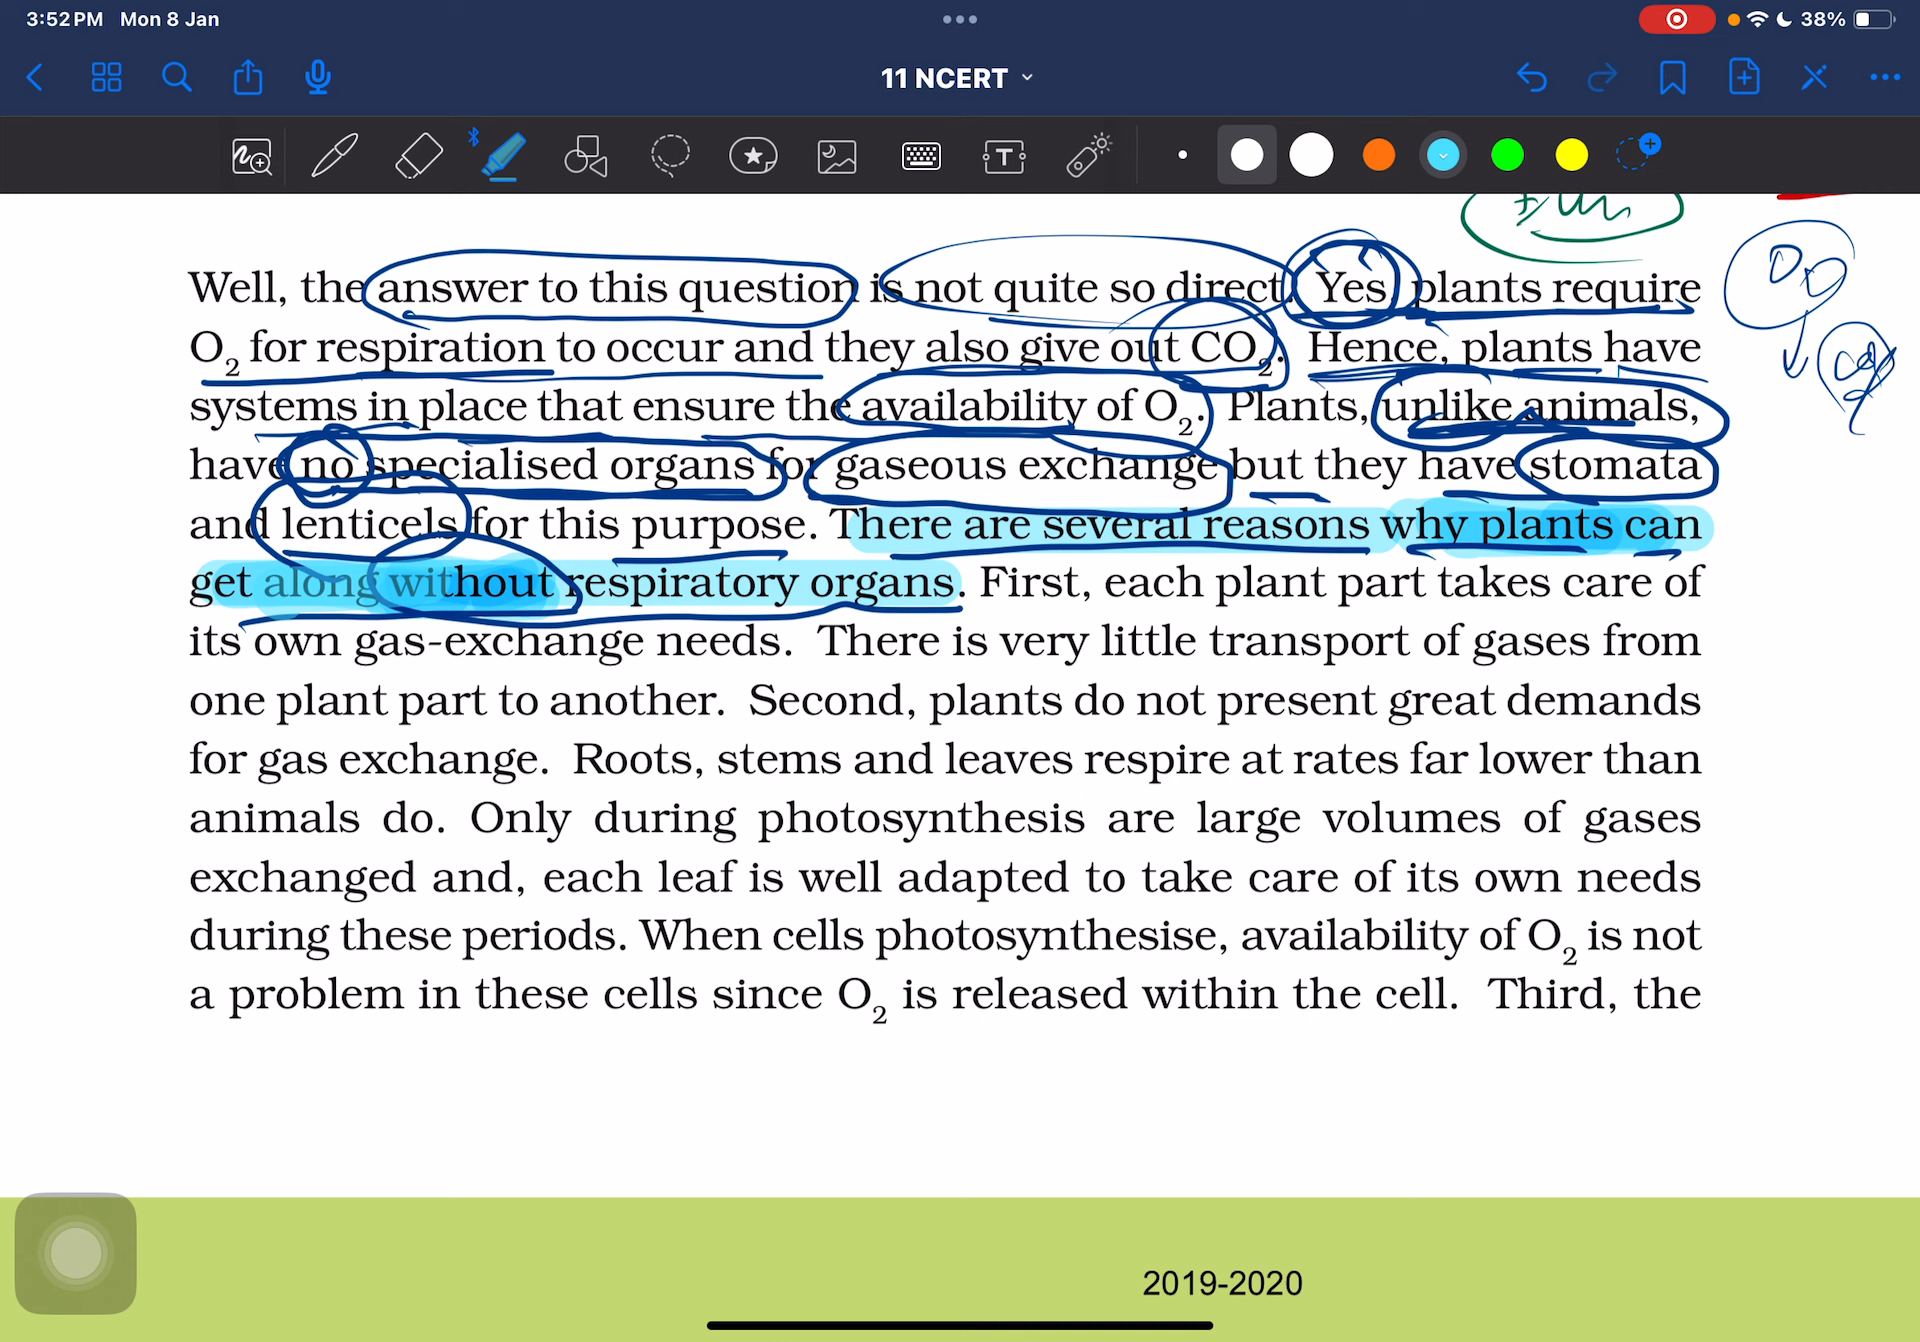 3:52 PM Mon 8 Jan
38%
11 NCERT
T
Well, the answer to this question is not quite so direct. Yes, plants require
O₂ for respiration to occur and they also give out CO₂. Hence, plants have
systems in place that ensure the availability of O₂. Plants, unlike animals,
have no specialised organs for gaseous exchange but they have stomata
and lenticels for this purpose. There are several reasons why plants can
get along without respiratory organs. First, each plant part takes care of
its own gas-exchange needs. There is very little transport of gases from
one plant part to another. Second, plants do not present great demands
for gas exchange. Roots, stems and leaves respire at rates far lower than
animals do. Only during photosynthesis are large volumes of gases
exchanged and, each leaf is well adapted to take care of its own needs
during these periods. When cells photosynthesise, availability of O₂ is not
a problem in these cells since O₂ is released within the cell. Third, the
2019-2020